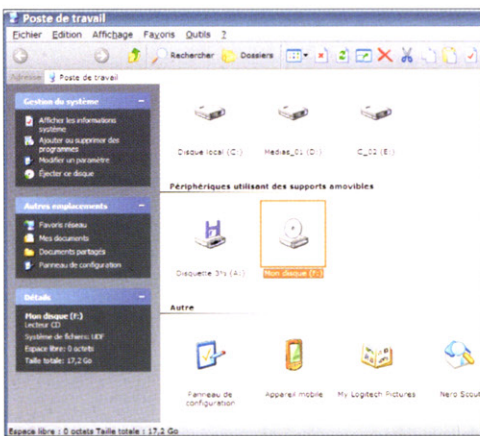 Poste de travail
Fichier Edition Affichage Favoris Outils ?
Rechercher Dossiers
Adresse Poste de travail
Gestion du système
Afficher les informations
système
Ajouter ou supprimer des
programmes
Modifier un paramètre
Éjecter ce disque
Autres emplacements
Favoris réseau
Mes documents
Documents partagés
Panneau de configuration
Détails
Mon disque (F:)
Lecteur CD
Système de fichiers: UDF
Espace libre: 0 octets
Taille totale: 17,2 Go
Disque local (C:) Medias_01 (D:) C_02 (E:)
Périphériques utilisant des supports amovibles
Disquette 3½ (A:) Mon disque (F:)
Autre
Panneau de
configuration
Appareil mobile My Logitech Pictures Nero Scout
Espace libre : 0 octets Taille totale : 17,2 Go